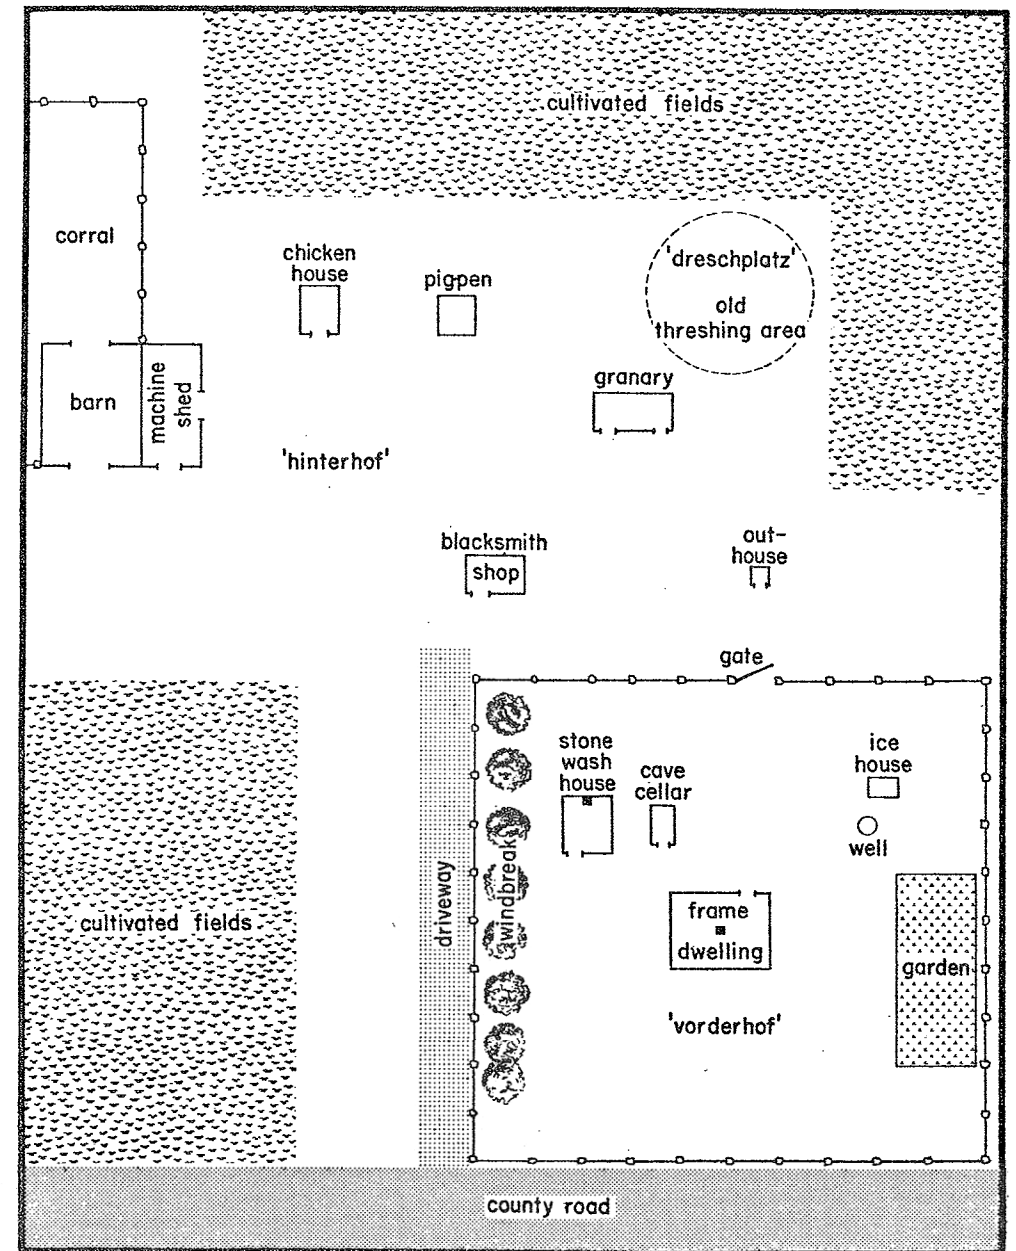 cultivated fields
corral
chicken
house
pigpen
'dreschplatz'
old
threshing area
granary
barn
machine
shed
'hinterhof'
blacksmith
shop
out-
house
gate
stone
wash
house
cave
cellar
ice
house
well
driveway
windbreak
cultivated fields
frame
dwelling
garden
'vorderhof'
county road